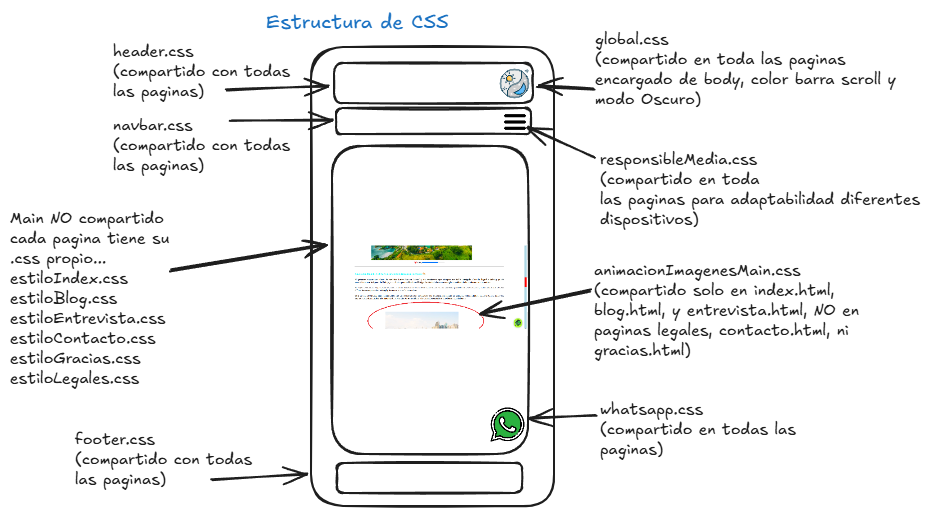 Estructura de CSS
header.css
(compartido con todas
las paginas)
navbar.css
(compartido con todas
las paginas)
Main NO compartido
cada pagina tiene su
.css propio...
estiloIndex.css
estiloBlog.css
estiloEntrevista.css
estiloContacto.css
estiloGracias.css
estiloLegales.css
footer.css
(compartido con todas
las paginas)
global.css
(compartido en toda las paginas
encargado de body, color barra scroll y
modo Oscuro)
responsibleMedia.css
(compartido en toda
las paginas para adaptabilidad diferentes
dispositivos)
animacionImagenesMain.css
(compartido solo en index.html,
blog.html, y entrevista.html, NO en
paginas legales, contacto.html, ni
gracias.html)
whatsapp.css
(compartido en todas las
paginas)